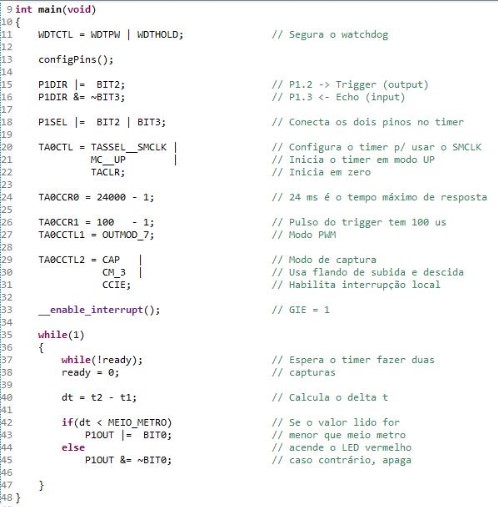 9 int main(void)
10 {
11     WDTCTL = WDTPW | WDTHOLD;                // Segura o watchdog
12
13     configPins();
14
15     P1DIR |=  BIT2;                          // P1.2 -> Trigger (output)
16     P1DIR &= ~BIT3;                          // P1.3 <- Echo (input)
17
18     P1SEL |=  BIT2 | BIT3;                   // Conecta os dois pinos no timer
19
20     TA0CTL = TASSEL__SMCLK |                 // Configura o timer p/ usar o SMCLK
21              MC__UP        |                 // Inicia o timer em modo UP
22              TACLR;                          // Inicia em zero
23
24     TA0CCR0 = 24000 - 1;                     // 24 ms é o tempo máximo de resposta
25
26     TA0CCR1 = 100   - 1;                     // Pulso do trigger tem 100 us
27     TA0CCTL1 = OUTMOD_7;                     // Modo PWM
28
29     TA0CCTL2 = CAP   |                       // Modo de captura
30                CM_3  |                       // Usa flando de subida e descida
31                CCIE;                         // Habilita interrupção local
32
33     __enable_interrupt();                    // GIE = 1
34
35     while(1)
36     {
37         while(!ready);                       // Espera o timer fazer duas
38         ready = 0;                           // capturas
39
40         dt = t2 - t1;                        // Calcula o delta t
41
42         if(dt < MEIO_METRO)                  // Se o valor lido for
43             P1OUT |=  BIT0;                  // menor que meio metro
44         else                                 // acende o LED vermelho
45             P1OUT &= ~BIT0;                  // caso contrário, apaga
46
47     }
48 }